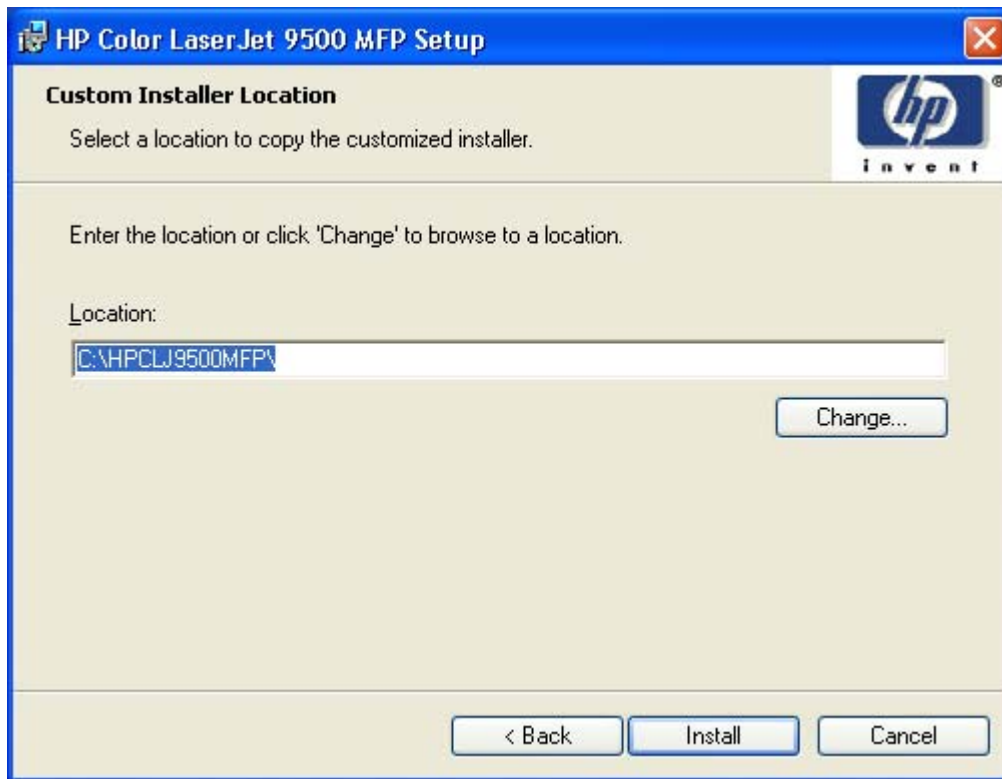 HP Color LaserJet 9500 MFP Setup
Custom Installer Location
Select a location to copy the customized installer.
hp
®
invent
Enter the location or click 'Change' to browse to a location.
Location:
C:\HPCLJ9500MFP\
Change...
< Back
Install
Cancel